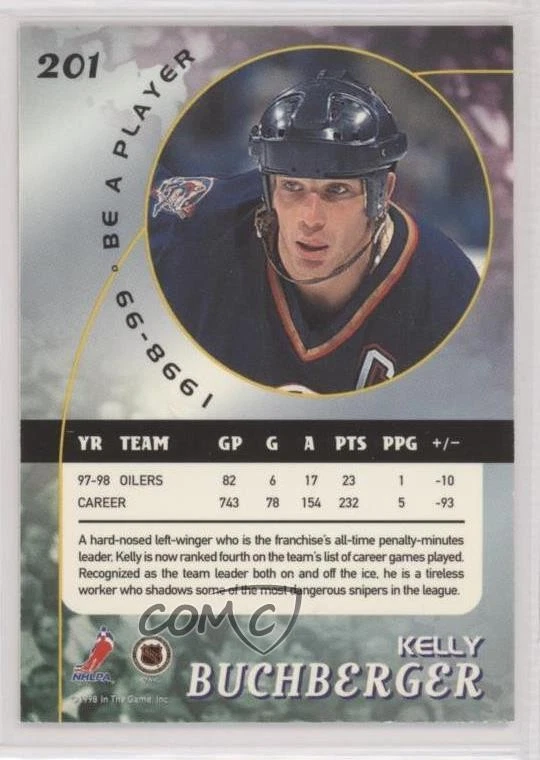 201
1998-99 • BE A PLAYER
C
YR TEAM GP G A PTS PPG +/-
97-98 OILERS 82 6 17 23 1 -10
CAREER 743 78 154 232 5 -93
A hard-nosed left-winger who is the franchise's all-time penalty-minutes
leader, Kelly is now ranked fourth on the team's list of career games played.
Recognized as the team leader both on and off the ice, he is a tireless
worker who shadows some of the most dangerous snipers in the league.
COMC
KELLY
BUCHBERGER
NHLPA
©1998 In The Game, Inc.